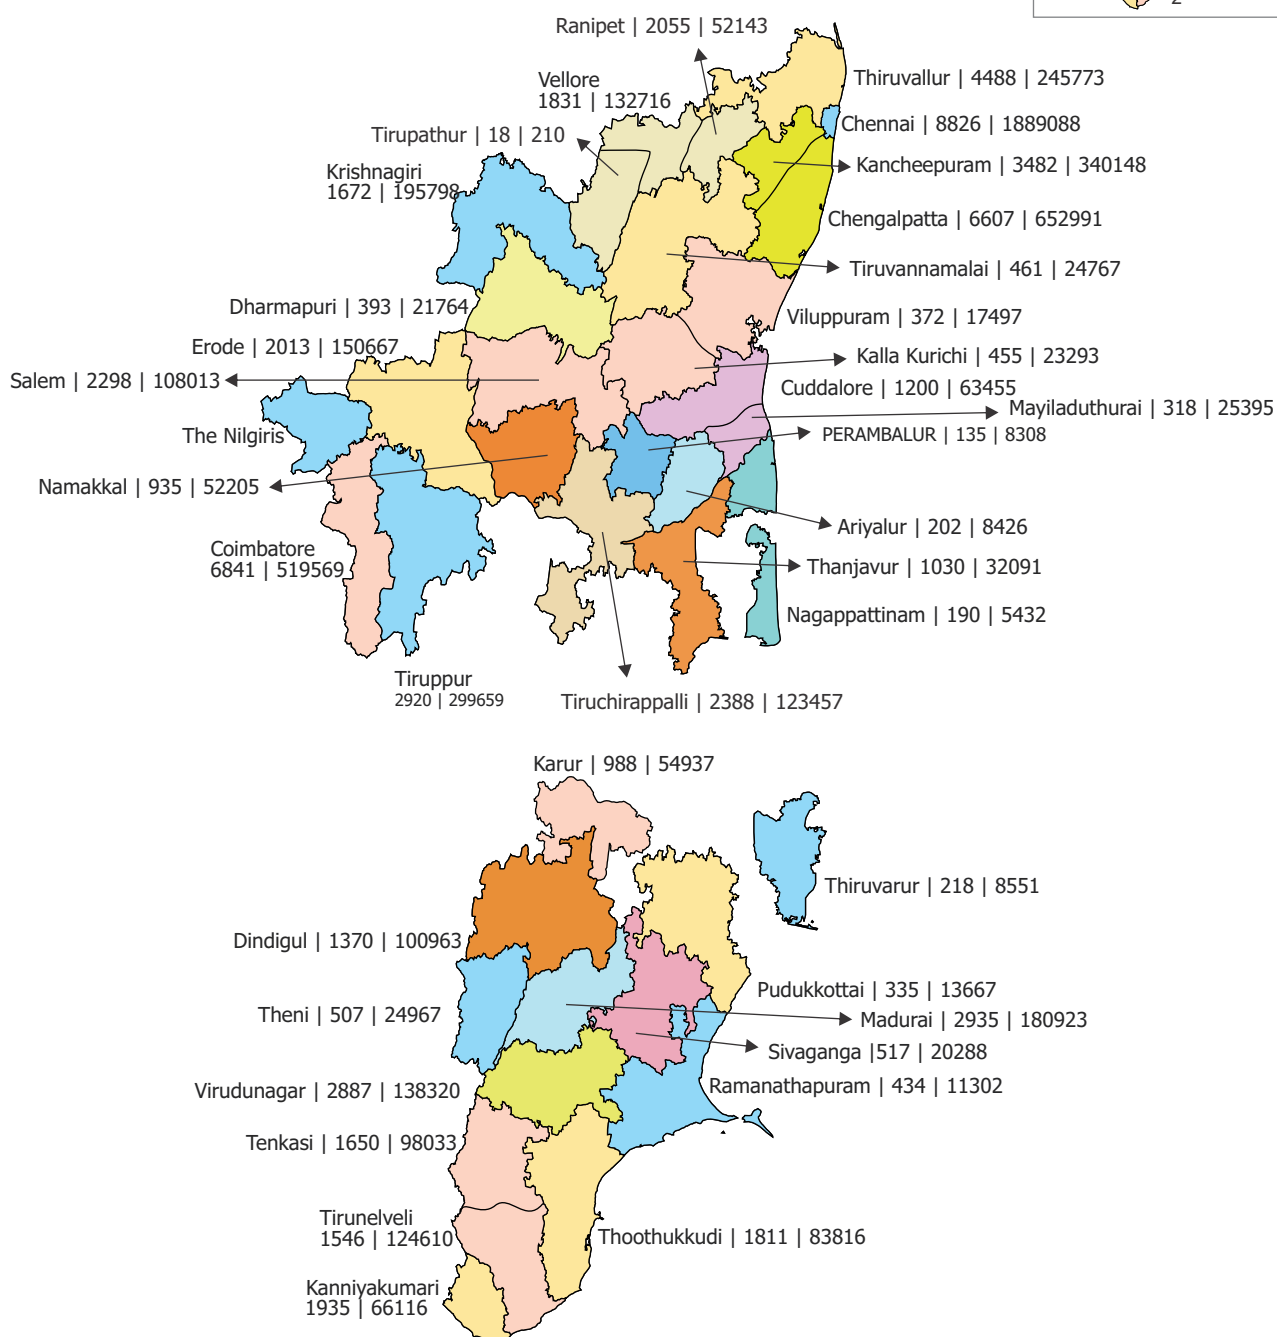 2
Ranipet | 2055 | 52143
Thiruvallur | 4488 | 245773
Vellore
1831 | 132716
Chennai | 8826 | 1889088
Tirupathur | 18 | 210
Kancheepuram | 3482 | 340148
Krishnagiri
1672 | 195798
Chengalpatta | 6607 | 652991
Tiruvannamalai | 461 | 24767
Dharmapuri | 393 | 21764
Viluppuram | 372 | 17497
Erode | 2013 | 150667
Kalla Kurichi | 455 | 23293
Salem | 2298 | 108013
Cuddalore | 1200 | 63455
Mayiladuthurai | 318 | 25395
The Nilgiris
PERAMBALUR | 135 | 8308
Namakkal | 935 | 52205
Ariyalur | 202 | 8426
Coimbatore
6841 | 519569
Thanjavur | 1030 | 32091
Nagappattinam | 190 | 5432
Tiruppur
2920 | 299659
Tiruchirappalli | 2388 | 123457
Karur | 988 | 54937
Thiruvarur | 218 | 8551
Dindigul | 1370 | 100963
Pudukkottai | 335 | 13667
Theni | 507 | 24967
Madurai | 2935 | 180923
Sivaganga |517 | 20288
Virudunagar | 2887 | 138320
Ramanathapuram | 434 | 11302
Tenkasi | 1650 | 98033
Tirunelveli
1546 | 124610
Thoothukkudi | 1811 | 83816
Kanniyakumari
1935 | 66116